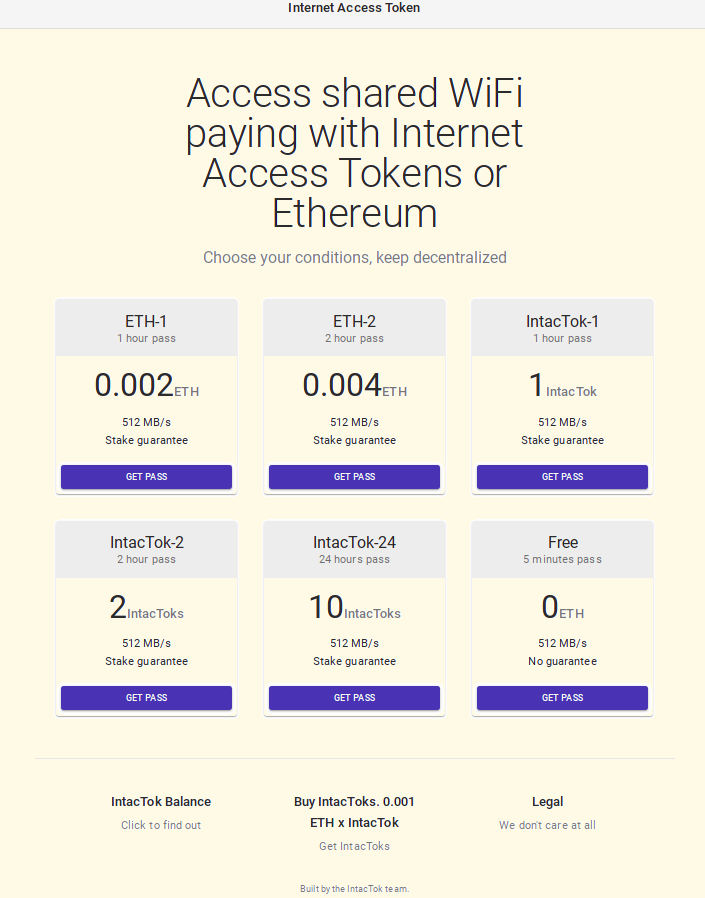 Internet Access Token
Access shared WiFi
paying with Internet
Access Tokens or
Ethereum
Choose your conditions, keep decentralized
ETH-1
1 hour pass
0.002ETH
512 MB/s
Stake guarantee
GET PASS
ETH-2
2 hour pass
0.004ETH
512 MB/s
Stake guarantee
GET PASS
IntacTok-1
1 hour pass
1IntacTok
512 MB/s
Stake guarantee
GET PASS
IntacTok-2
2 hour pass
2IntacToks
512 MB/s
Stake guarantee
GET PASS
IntacTok-24
24 hours pass
10IntacToks
512 MB/s
Stake guarantee
GET PASS
Free
5 minutes pass
0ETH
512 MB/s
No guarantee
GET PASS
IntacTok Balance
Click to find out
Buy IntacToks. 0.001
ETH x IntacTok
Get IntacToks
Legal
We don't care at all
Built by the IntacTok team.